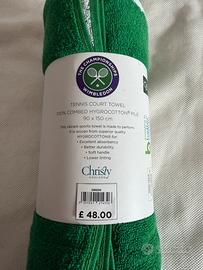 THE CHAMPIONSHIPS
WIMBLEDON
TENNIS COURT TOWEL
100% COMBED HYGROCOTTON® PILE
90 x 150 cm
This vibrant sports towel is made to perform.
It is woven from superior quality
HYGROCOTTON® for:
• Excellent absorbency
• Better durability
• Soft handle
• Lower linting
Christy
ENGLAND
£ 48.00